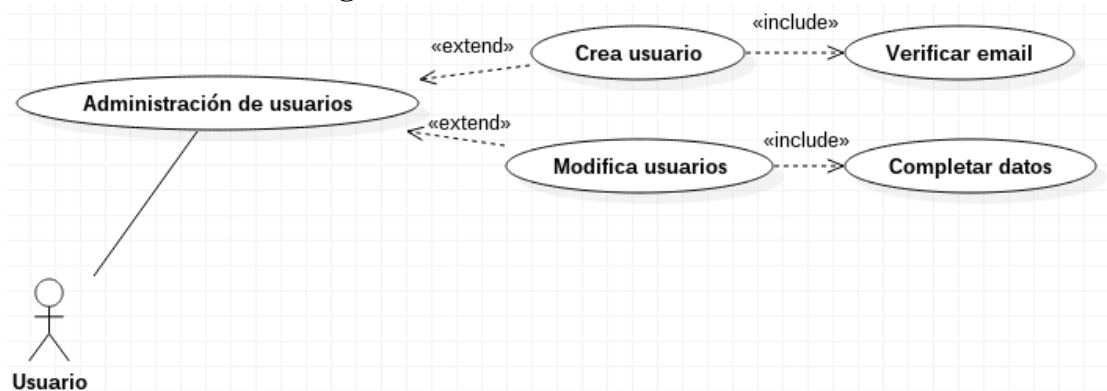 «include»
«extend»
Crea usuario
Verificar email
Administración de usuarios
«extend»
«include»
Modifica usuarios
Completar datos
Usuario